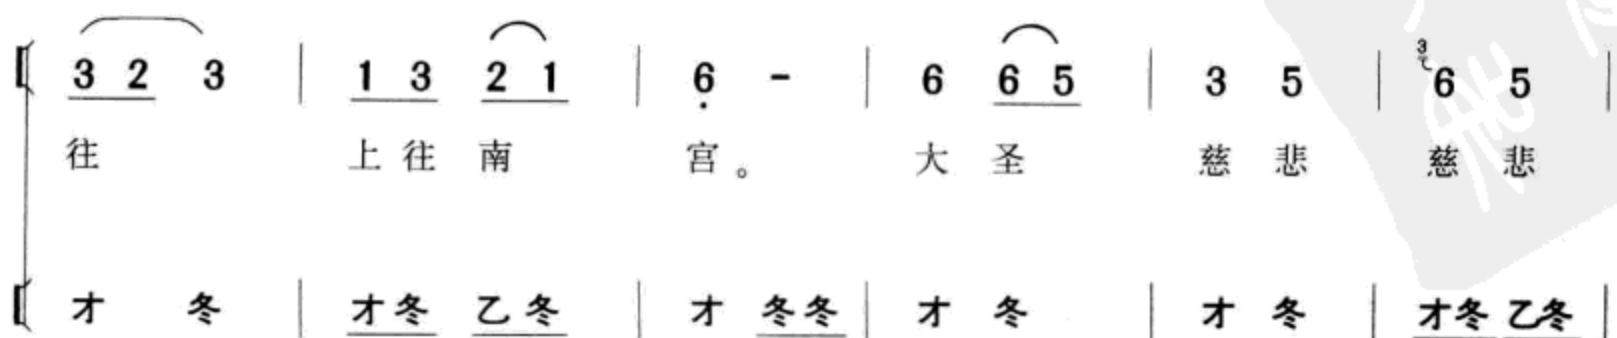 3 2 3 | 1 3 2 1 | 6 - | 6 6 5 | 3 5 | 3 6 5 |
往 上往南 宫。 大圣 慈悲 慈悲
才 冬 | 才冬 乙冬 | 才 冬冬 | 才 冬 | 才 冬 | 才冬 乙冬 |